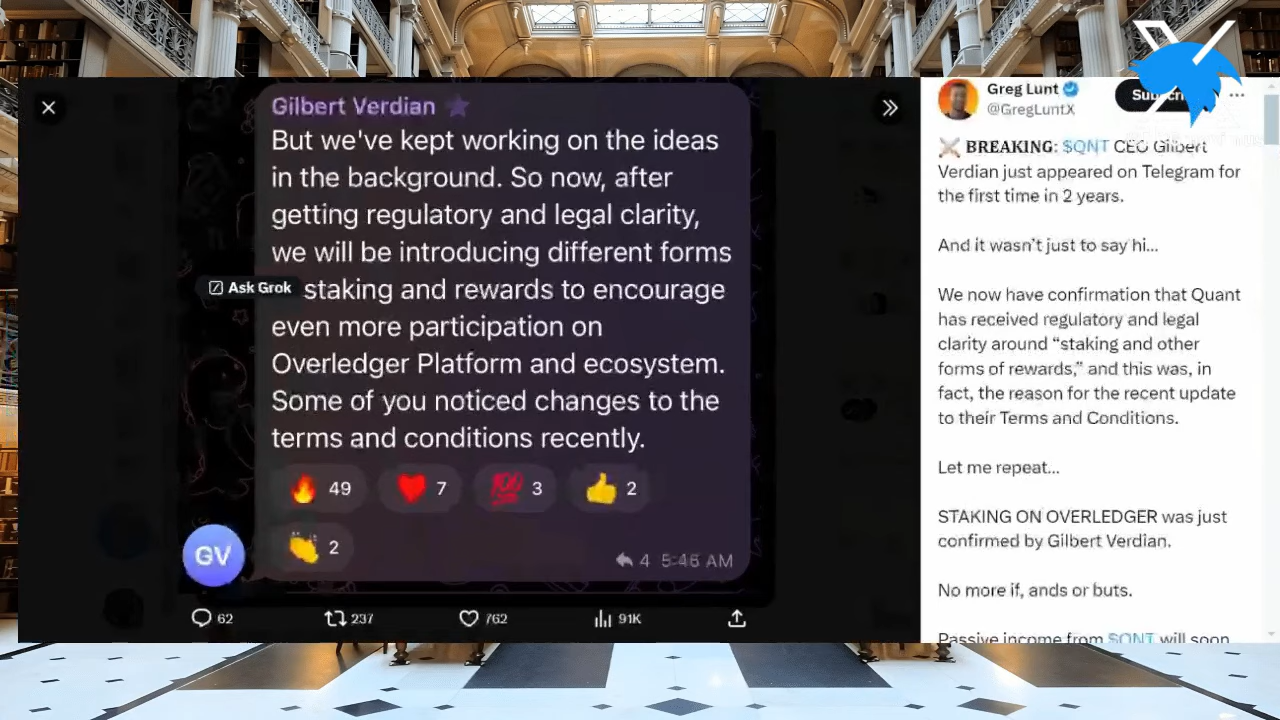 Gilbert Verdian
But we've kept working on the ideas
in the background. So now, after
getting regulatory and legal clarity,
we will be introducing different forms
Ask Grok staking and rewards to encourage
even more participation on
Overledger Platform and ecosystem.
Some of you noticed changes to the
terms and conditions recently.
🔥 49 ❤️ 7 💯 3 👍 2
👏 2
GV
4 5:46 AM
62 237 762 91K
Greg Lunt
@GregLuntX
⚔️ BREAKING: $QNT CEO Gilbert
Verdian just appeared on Telegram for
the first time in 2 years.
And it wasn't just to say hi...
We now have confirmation that Quant
has received regulatory and legal
clarity around “staking and other
forms of rewards,” and this was, in
fact, the reason for the recent update
to their Terms and Conditions.
Let me repeat...
STAKING ON OVERLEDGER was just
confirmed by Gilbert Verdian.
No more if, ands or buts.
Passive income from $QNT will soon